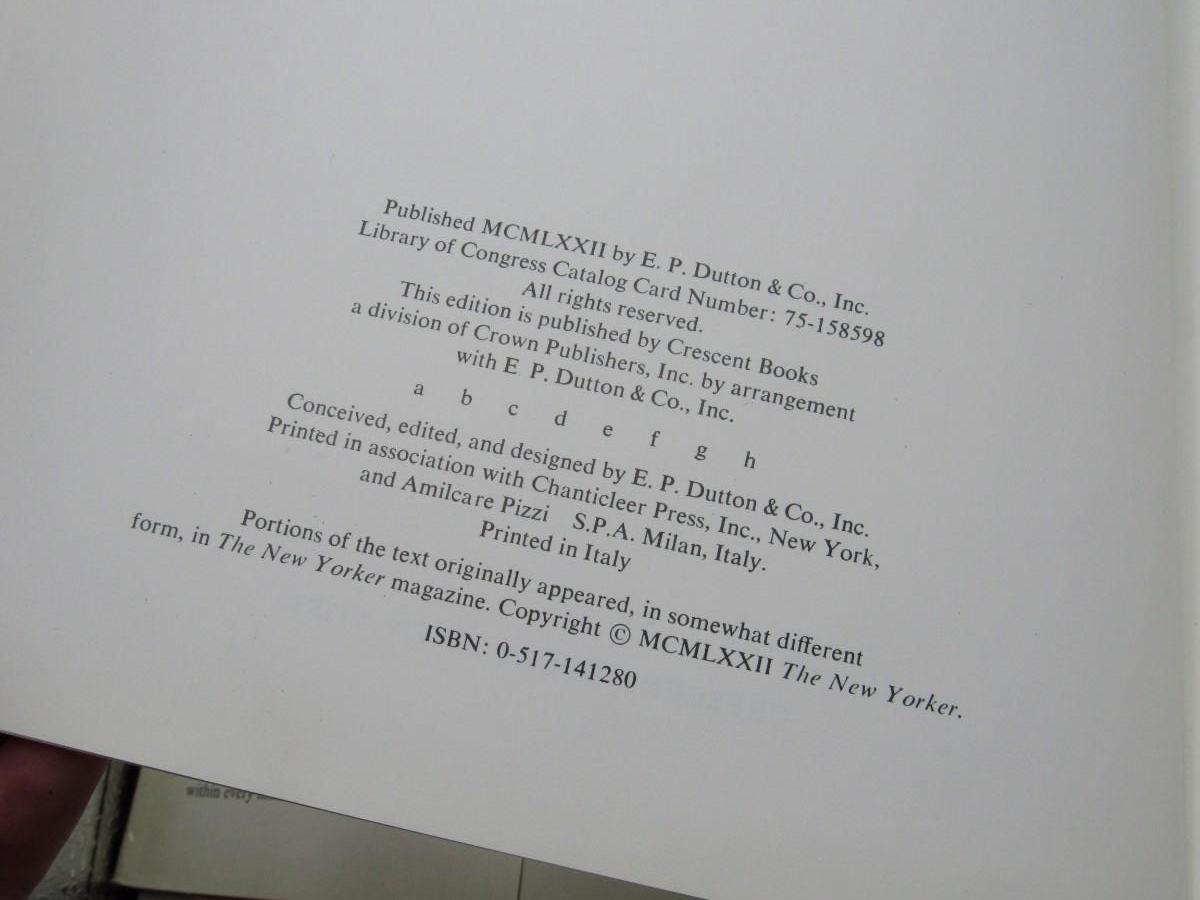 Published MCMLXXII by E. P. Dutton & Co., Inc.
Library of Congress Catalog Card Number: 75-158598
All rights reserved.
This edition is published by Crescent Books
a division of Crown Publishers, Inc. by arrangement
with E P. Dutton & Co., Inc.
a b c d e f g h
Conceived, edited, and designed by E. P. Dutton & Co., Inc.
Printed in association with Chanticleer Press, Inc., New York,
and Amilcare Pizzi S.P.A. Milan, Italy.
Printed in Italy
Portions of the text originally appeared, in somewhat different
form, in The New Yorker magazine. Copyright © MCMLXXII The New Yorker.
ISBN: 0-517-141280
within every